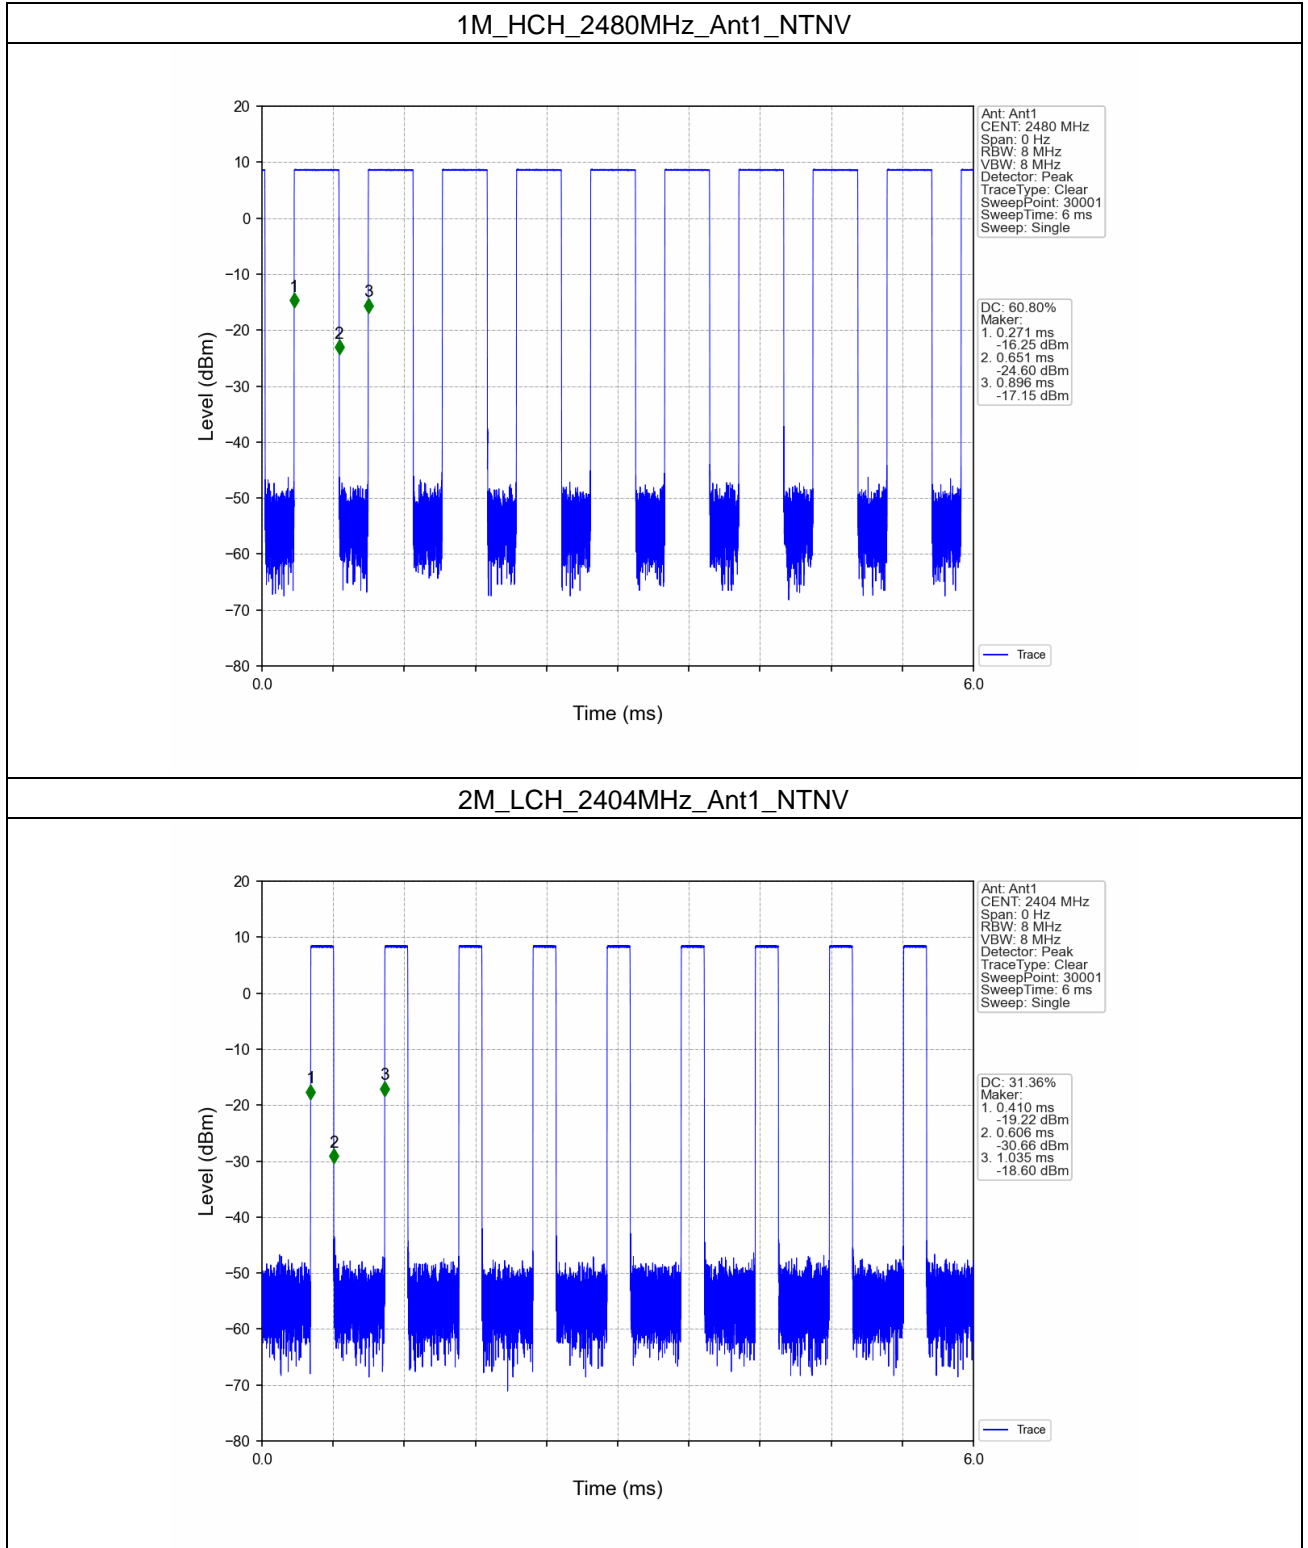 1M_HCH_2480MHz_Ant1_NTNV
20
10
0
−10
−20
−30
−40
−50
−60
−70
−80
Level (dBm)
1
2
3
0.0
6.0
Time (ms)
Ant: Ant1
CENT: 2480 MHz
Span: 0 Hz
RBW: 8 MHz
VBW: 8 MHz
Detector: Peak
TraceType: Clear
SweepPoint: 30001
SweepTime: 6 ms
Sweep: Single
DC: 60.80%
Maker:
1. 0.271 ms
-16.25 dBm
2. 0.651 ms
-24.60 dBm
3. 0.896 ms
-17.15 dBm
Trace
2M_LCH_2404MHz_Ant1_NTNV
20
10
0
−10
−20
−30
−40
−50
−60
−70
−80
Level (dBm)
1
2
3
0.0
6.0
Time (ms)
Ant: Ant1
CENT: 2404 MHz
Span: 0 Hz
RBW: 8 MHz
VBW: 8 MHz
Detector: Peak
TraceType: Clear
SweepPoint: 30001
SweepTime: 6 ms
Sweep: Single
DC: 31.36%
Maker:
1. 0.410 ms
-19.22 dBm
2. 0.606 ms
-30.66 dBm
3. 1.035 ms
-18.60 dBm
Trace